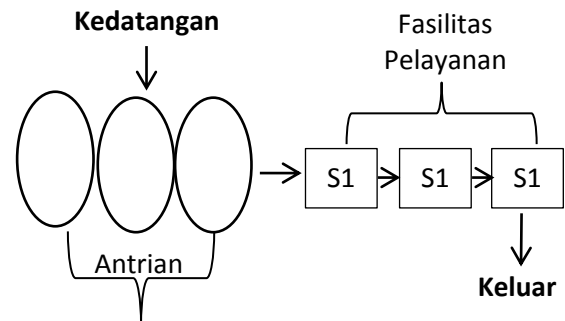 Kedatangan
Fasilitas
Pelayanan
S1
S1
S1
Antrian
Keluar